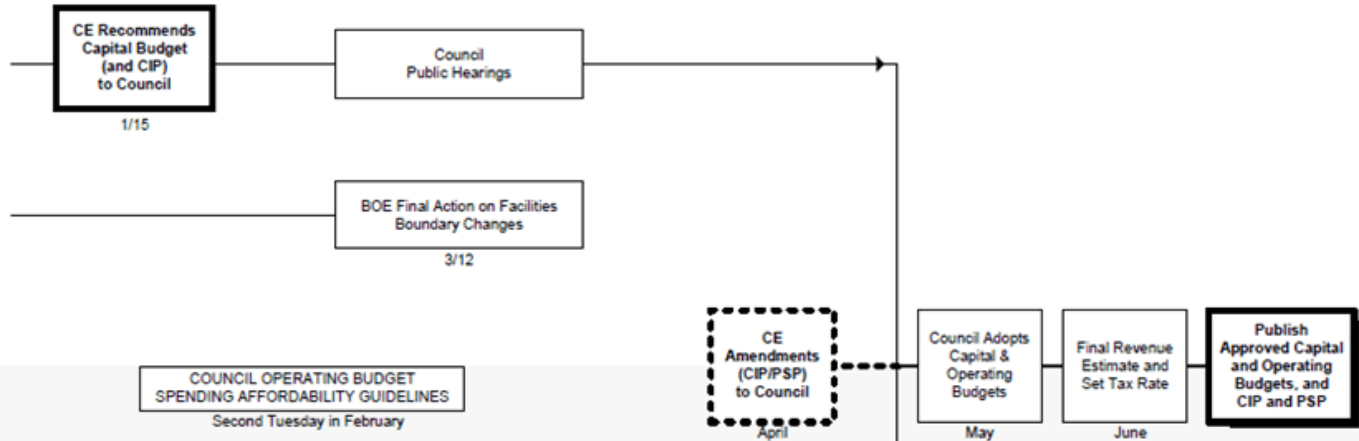 CE Recommends
Capital Budget
(and CIP)
to Council
1/15
Council
Public Hearings
BOE Final Action on Facilities
Boundary Changes
3/12
COUNCIL OPERATING BUDGET
SPENDING AFFORDABILITY GUIDELINES
Second Tuesday in February
CE
Amendments
(CIP/PSP)
to Council
April
Council Adopts
Capital &
Operating
Budgets
May
Final Revenue
Estimate and
Set Tax Rate
June
Publish
Approved Capital
and Operating
Budgets, and
CIP and PSP